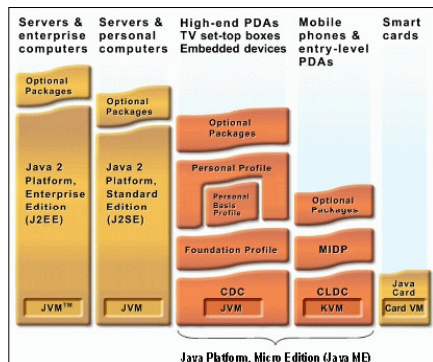 Servers &
enterprise
computers
Servers &
personal
computers
High-end PDAs
TV set-top boxes
Embedded devices
Mobile
phones &
entry-level
PDAs
Smart
cards
Optional
Packages
Java 2
Platform,
Enterprise
Edition
(J2EE)
JVM™
Optional
Packages
Java 2
Platform,
Standard
Edition
(J2SE)
JVM
Optional
Packages
Personal Profile
Personal
Basis
Profile
Foundation Profile
CDC
JVM
Optional
Packages
MIDP
CLDC
KVM
Java
Card
Card VM
Java Platform, Micro Edition (Java ME)